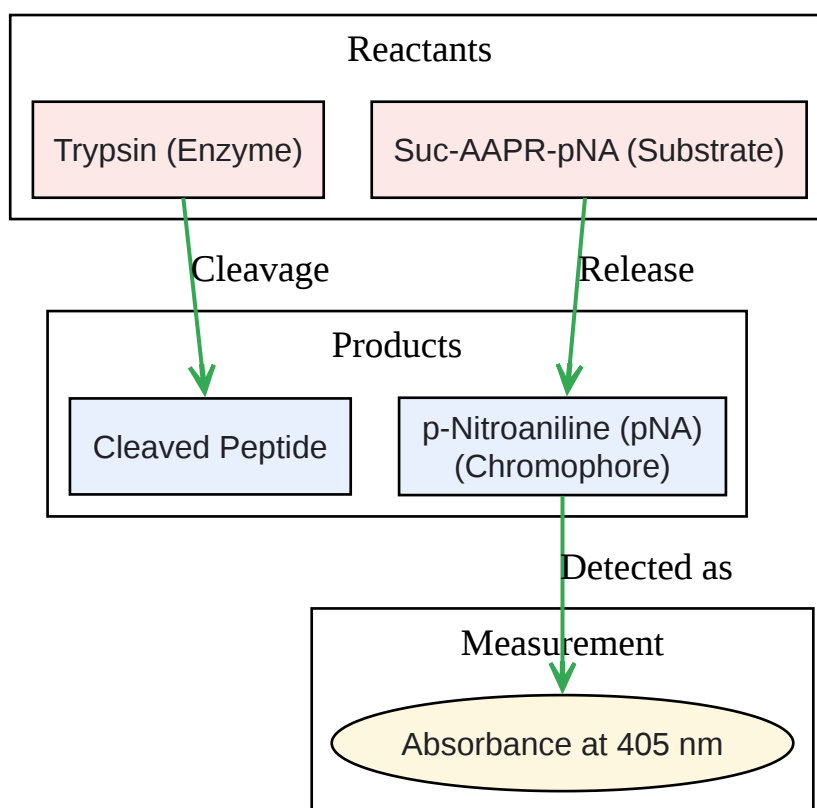 Reactants
Trypsin (Enzyme)
Suc-AAPR-pNA (Substrate)
Cleavage
Release
Products
Cleaved Peptide
p-Nitroaniline (pNA)
(Chromophore)
Detected as
Measurement
Absorbance at 405 nm